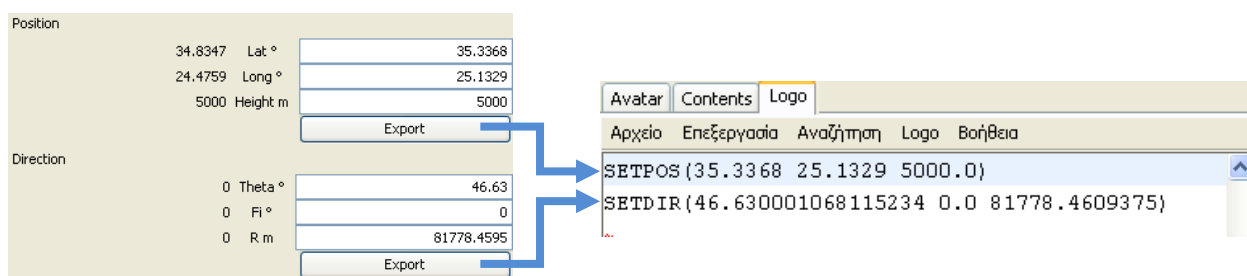 Position
34.8347 Lat ° 35.3368
24.4759 Long ° 25.1329
5000 Height m 5000
Export
Direction
0 Theta ° 46.63
0 Fi ° 0
0 R m 81778.4595
Export
Avatar Contents Logo
Αρχείο Επεξεργασία Αναζήτηση Logo Βοήθεια
SETPOS(35.3368 25.1329 5000.0)
SETDIR(46.630001068115234 0.0 81778.4609375)